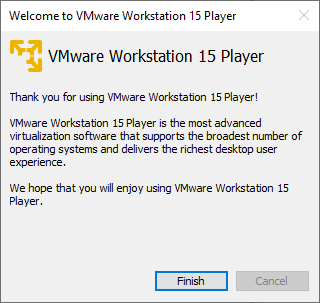 Welcome to VMware Workstation 15 Player
VMware Workstation 15 Player
Thank you for using VMware Workstation 15 Player!
VMware Workstation 15 Player is the most advanced
virtualization software that supports the broadest number of
operating systems and delivers the richest desktop user
experience.
We hope that you will enjoy using VMware Workstation 15
Player.
Finish
Cancel